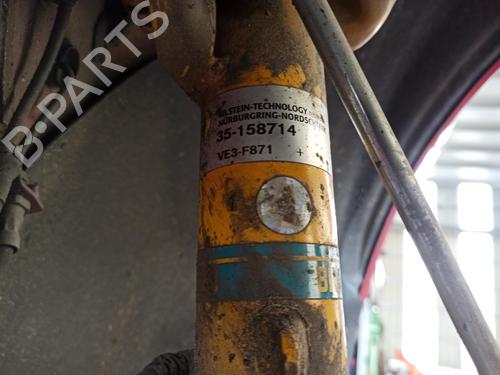 B-PARTS
BILSTEIN-TECHNOLOGY
NÜRBURGRING-NORDSCHLEIFE
35-158714
VE3-F871 +